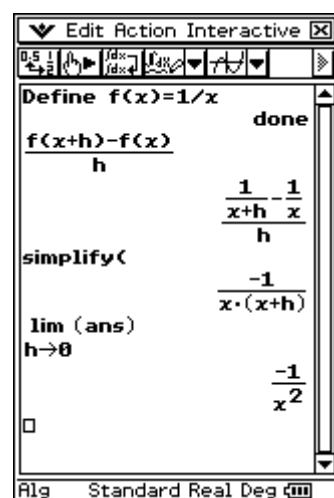 Edit Action Interactive
Define f(x)=1/x
done
f(x+h)-f(x)
h
1/(x+h) - 1/x
h
simplify(
-1
x·(x+h)
lim (ans)
h→0
-1
x²
Alg Standard Real Deg